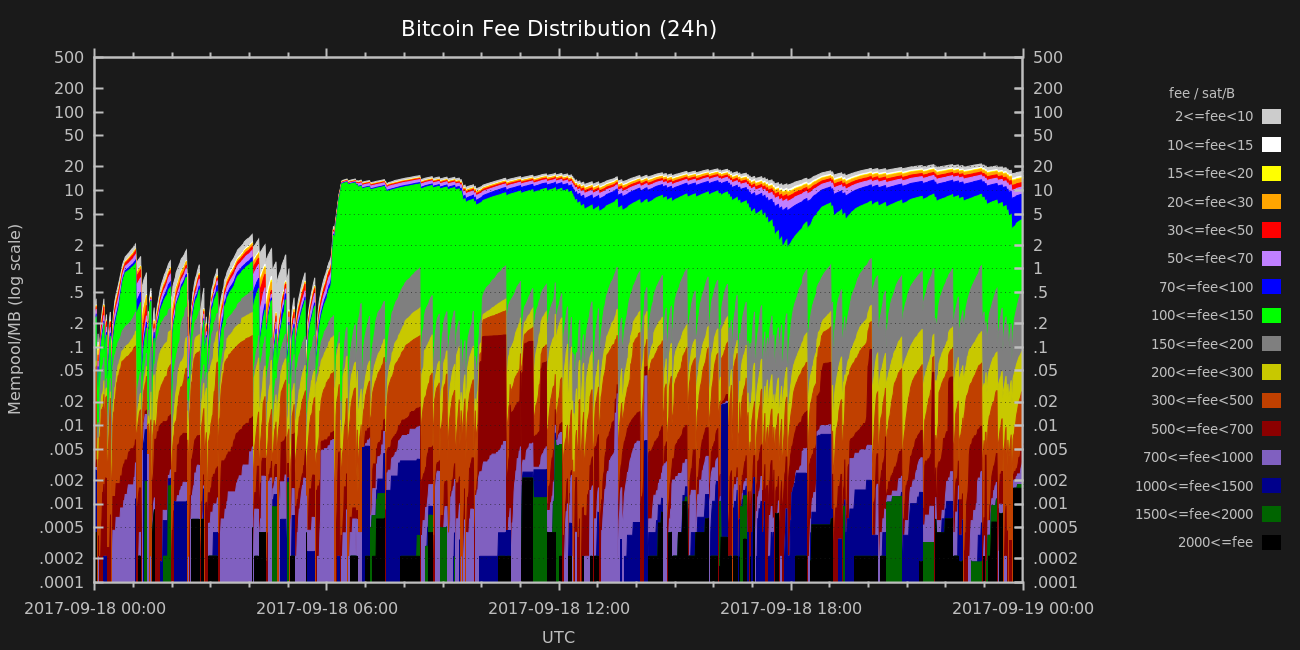 Bitcoin Fee Distribution (24h)
500
200
100
50
20
10
5
2
1
.5
.2
.1
.05
.02
.01
.005
.002
.001
.0005
.0002
.0001
Mempool/MB (log scale)
500
200
100
50
20
10
5
2
1
.5
.2
.1
.05
.02
.01
.005
.002
.001
.0005
.0002
.0001
2017-09-18 00:00
2017-09-18 06:00
2017-09-18 12:00
2017-09-18 18:00
2017-09-19 00:00
UTC
fee / sat/B
2<=fee<10
10<=fee<15
15<=fee<20
20<=fee<30
30<=fee<50
50<=fee<70
70<=fee<100
100<=fee<150
150<=fee<200
200<=fee<300
300<=fee<500
500<=fee<700
700<=fee<1000
1000<=fee<1500
1500<=fee<2000
2000<=fee